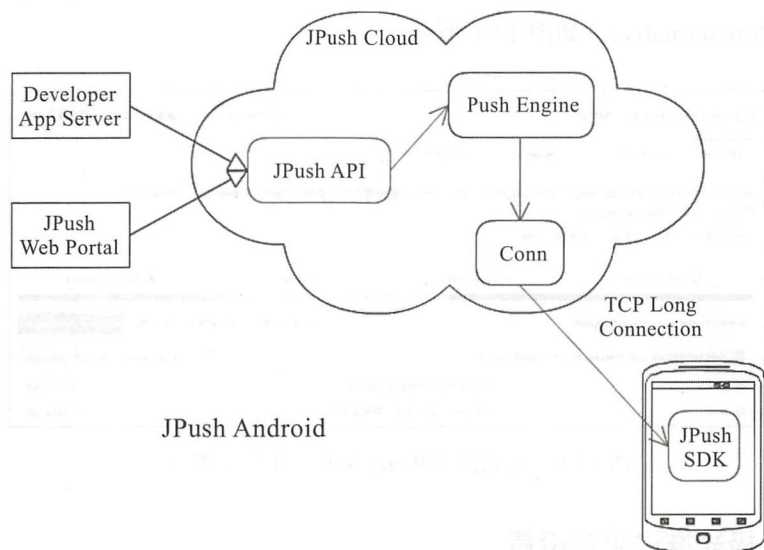 JPush Cloud
Developer
App Server
Push Engine
JPush API
JPush
Web Portal
Conn
TCP Long
Connection
JPush Android
JPush
SDK